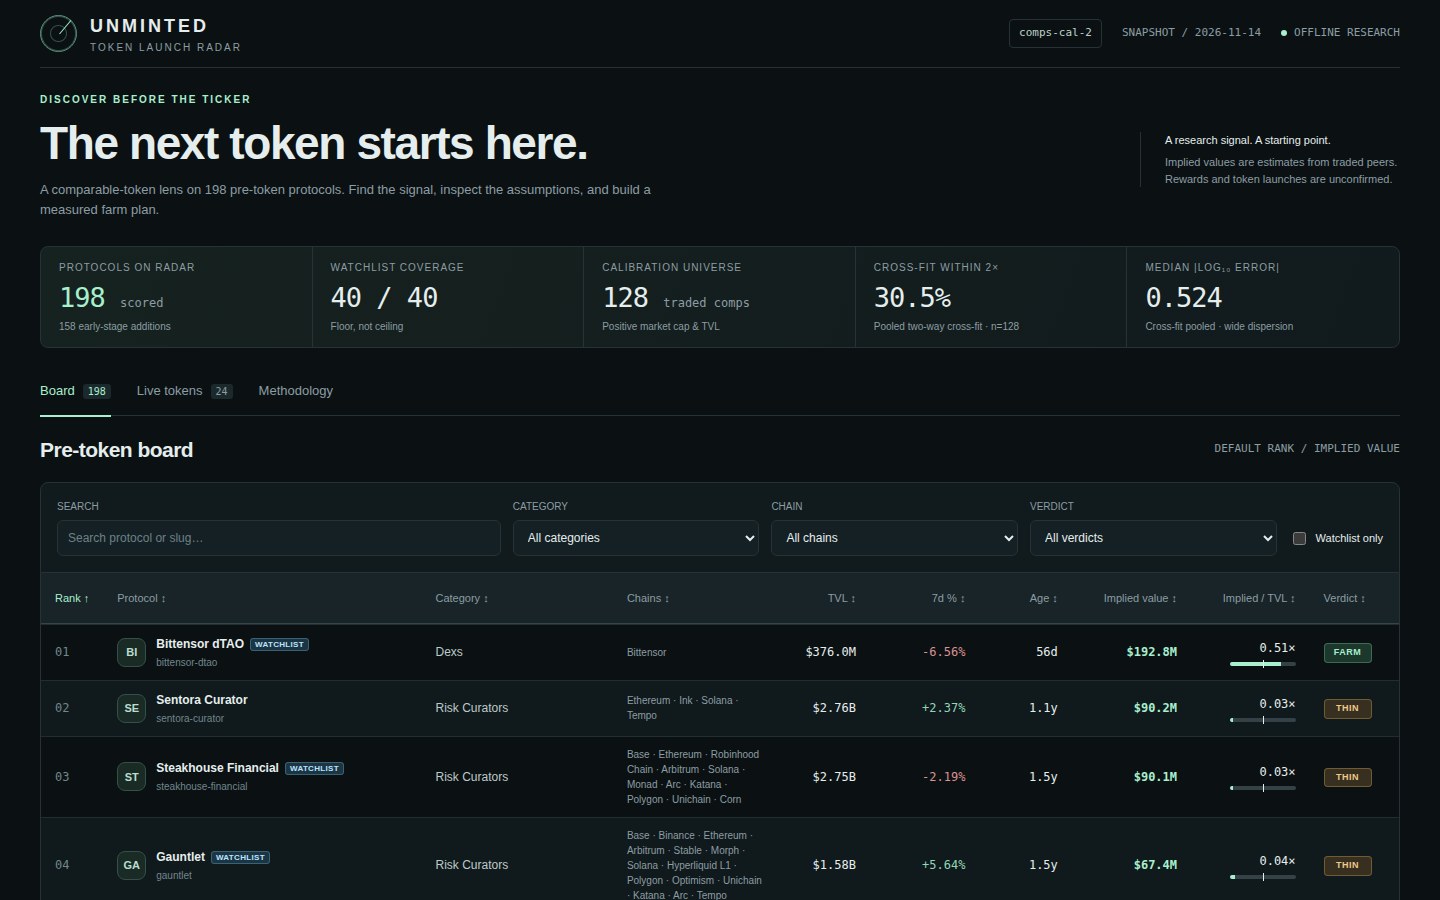 UNMINTED
TOKEN LAUNCH RADAR
comps-cal-2
SNAPSHOT / 2026-11-14
OFFLINE RESEARCH
DISCOVER BEFORE THE TICKER
The next token starts here.
A comparable-token lens on 198 pre-token protocols. Find the signal, inspect the assumptions, and build a
measured farm plan.
A research signal. A starting point.
Implied values are estimates from traded peers.
Rewards and token launches are unconfirmed.
PROTOCOLS ON RADAR
198 scored
158 early-stage additions
WATCHLIST COVERAGE
40 / 40
Floor, not ceiling
CALIBRATION UNIVERSE
128 traded comps
Positive market cap & TVL
CROSS-FIT WITHIN 2×
30.5%
Pooled two-way cross-fit · n=128
MEDIAN |LOG₁₀ ERROR|
0.524
Cross-fit pooled · wide dispersion
Board 198 Live tokens 24 Methodology
Pre-token board
DEFAULT RANK / IMPLIED VALUE
SEARCH CATEGORY CHAIN VERDICT
Search protocol or slug… All categories All chains All verdicts Watchlist only
Rank ↑ Protocol ↕ Category ↕ Chains ↕ TVL ↕ 7d % ↕ Age ↕ Implied value ↕ Implied / TVL ↕ Verdict ↕
01 BI Bittensor dTAO WATCHLIST
bittensor-dtao
Dexs
Bittensor
$376.0M -6.56% 56d $192.8M 0.51× FARM
02 SE Sentora Curator
sentora-curator
Risk Curators
Ethereum · Ink · Solana ·
Tempo
$2.76B +2.37% 1.1y $90.2M 0.03× THIN
03 ST Steakhouse Financial WATCHLIST
steakhouse-financial
Risk Curators
Base · Ethereum · Robinhood
Chain · Arbitrum · Solana ·
Monad · Arc · Katana ·
Polygon · Unichain · Corn
$2.75B -2.19% 1.5y $90.1M 0.03× THIN
04 GA Gauntlet WATCHLIST
gauntlet
Risk Curators
Base · Binance · Ethereum ·
Arbitrum · Stable · Morph ·
Solana · Hyperliquid L1 ·
Polygon · Optimism · Unichain
· Katana · Arc · Tempo
$1.58B +5.64% 1.5y $67.4M 0.04× THIN